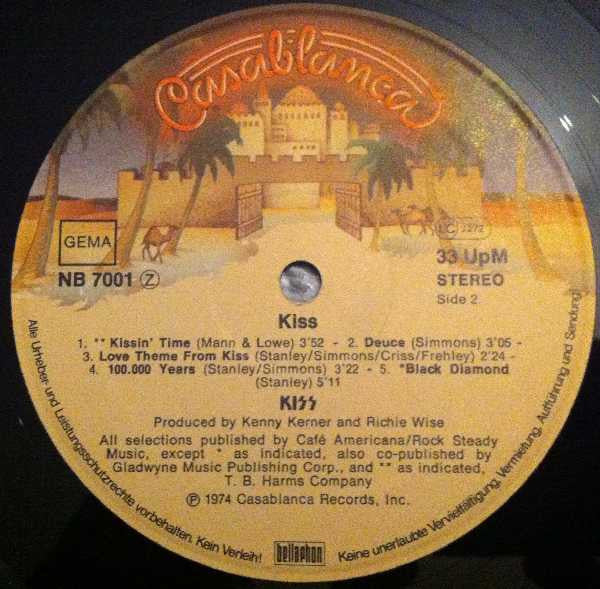 Casablanca
GEMA
LC 3272
NB 7001 Z
33 UpM
STEREO
Side 2
Kiss
1. ** Kissin' Time (Mann & Lowe) 3'52 - 2. Deuce (Simmons) 3'05 -
3. Love Theme From Kiss (Stanley/Simmons/Criss/Frehley) 2'24 -
4. 100.000 Years (Stanley/Simmons) 3'22 - 5. *Black Diamond
(Stanley) 5'11
KISS
Produced by Kenny Kerner and Richie Wise
All selections published by Café Americana/Rock Steady
Music, except * as indicated, also co-published by
Gladwyne Music Publishing Corp., and ** as indicated,
T. B. Harms Company
℗ 1974 Casablanca Records, Inc.
Alle Urheber- und Leistungsschutzrechte vorbehalten. Kein Verleih!
bellaphon
Keine unerlaubte Vervielfältigung, Vermietung, Aufführung und Sendung!